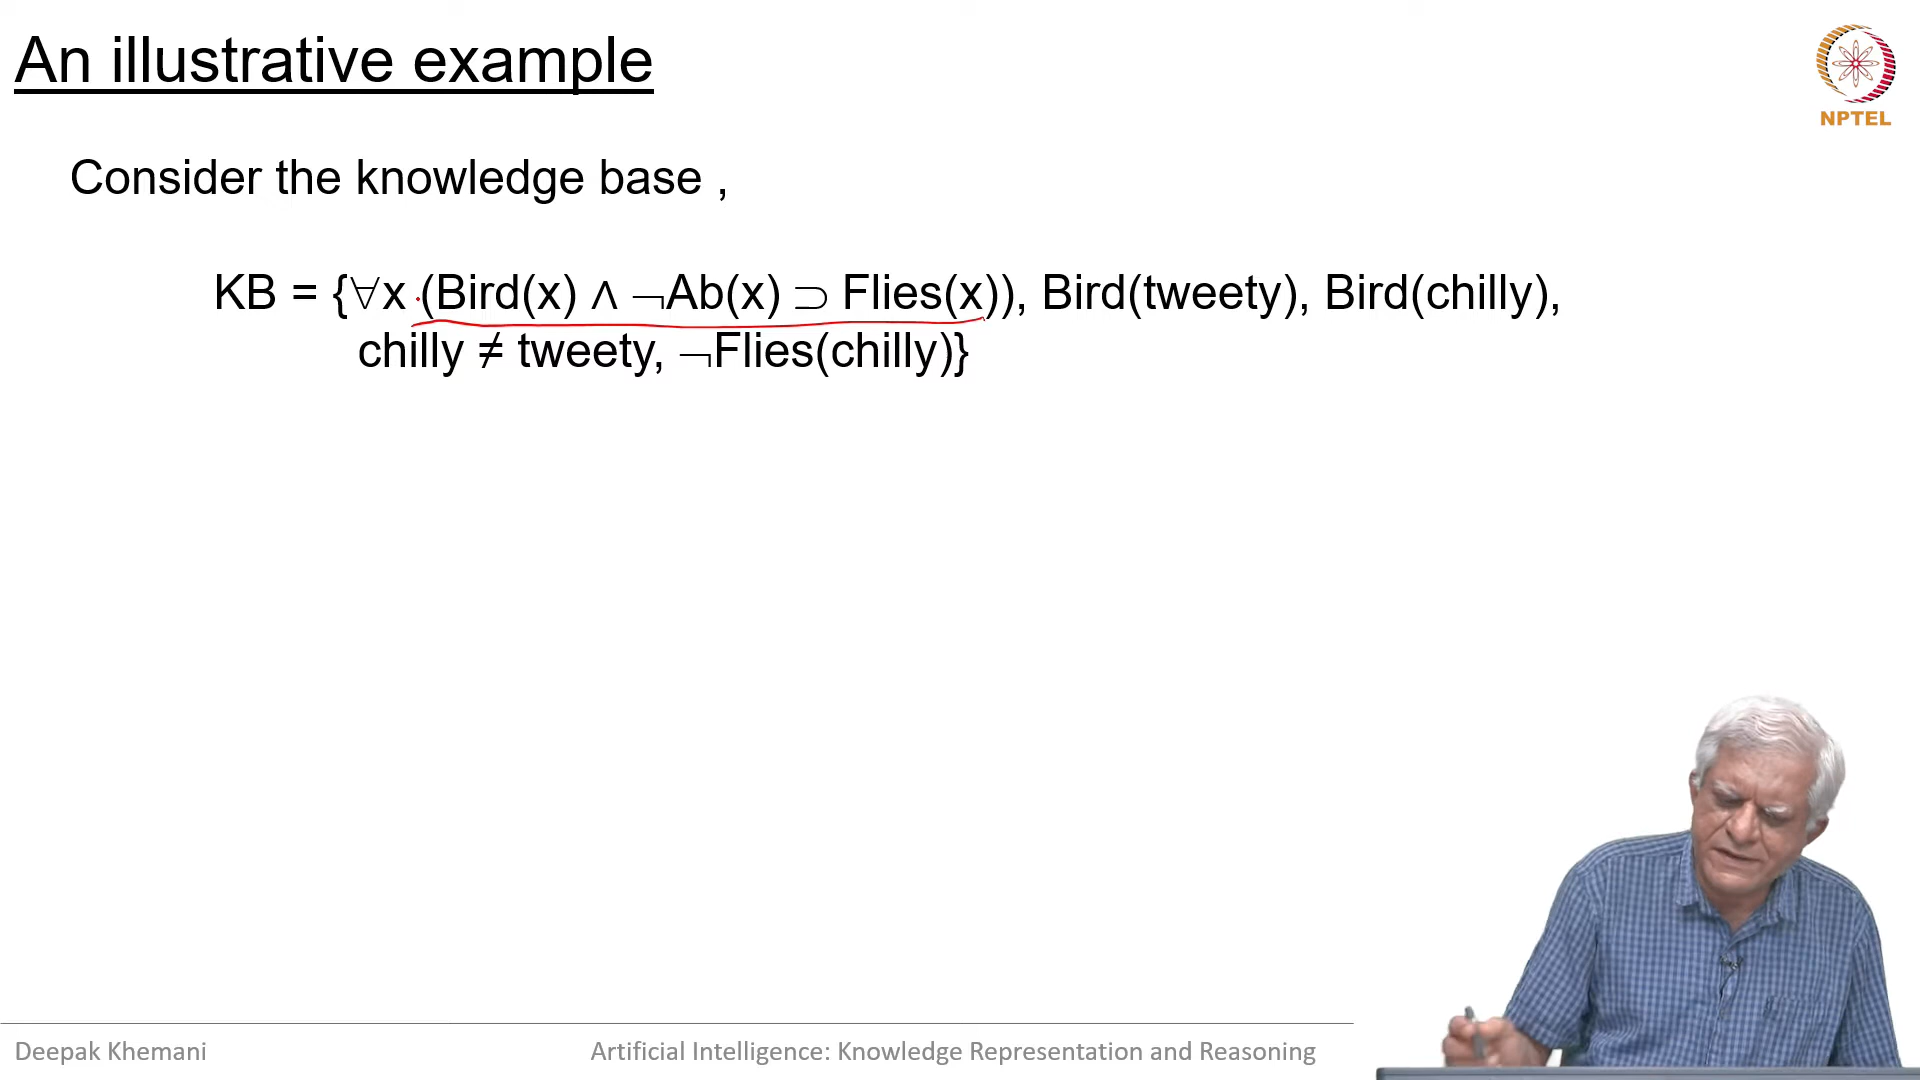 An illustrative example
NPTEL
Consider the knowledge base ,
KB = {∀x (Bird(x) ∧ ¬Ab(x) ⊃ Flies(x)), Bird(tweety), Bird(chilly),
chilly ≠ tweety, ¬Flies(chilly)}
Deepak Khemani
Artificial Intelligence: Knowledge Representation and Reasoning